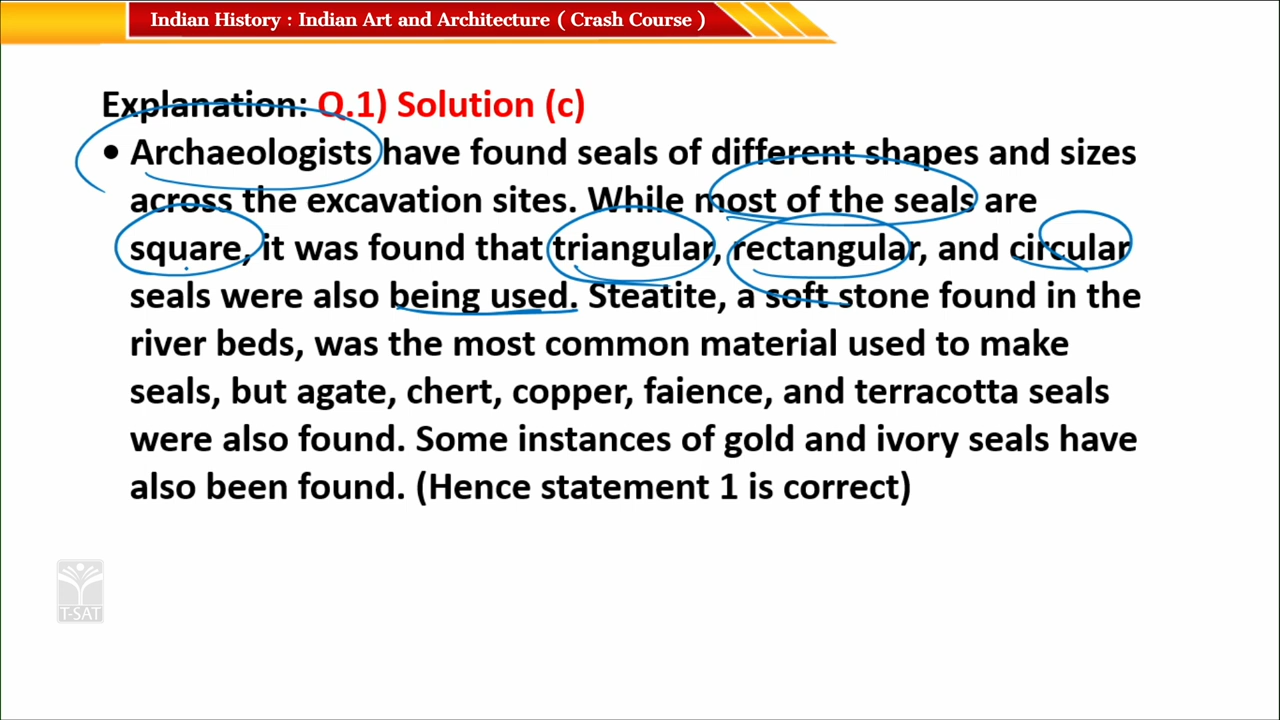 Indian History : Indian Art and Architecture ( Crash Course )
Explanation: Q.1) Solution (c)
• Archaeologists have found seals of different shapes and sizes
across the excavation sites. While most of the seals are
square, it was found that triangular, rectangular, and circular
seals were also being used. Steatite, a soft stone found in the
river beds, was the most common material used to make
seals, but agate, chert, copper, faience, and terracotta seals
were also found. Some instances of gold and ivory seals have
also been found. (Hence statement 1 is correct)
T-SAT